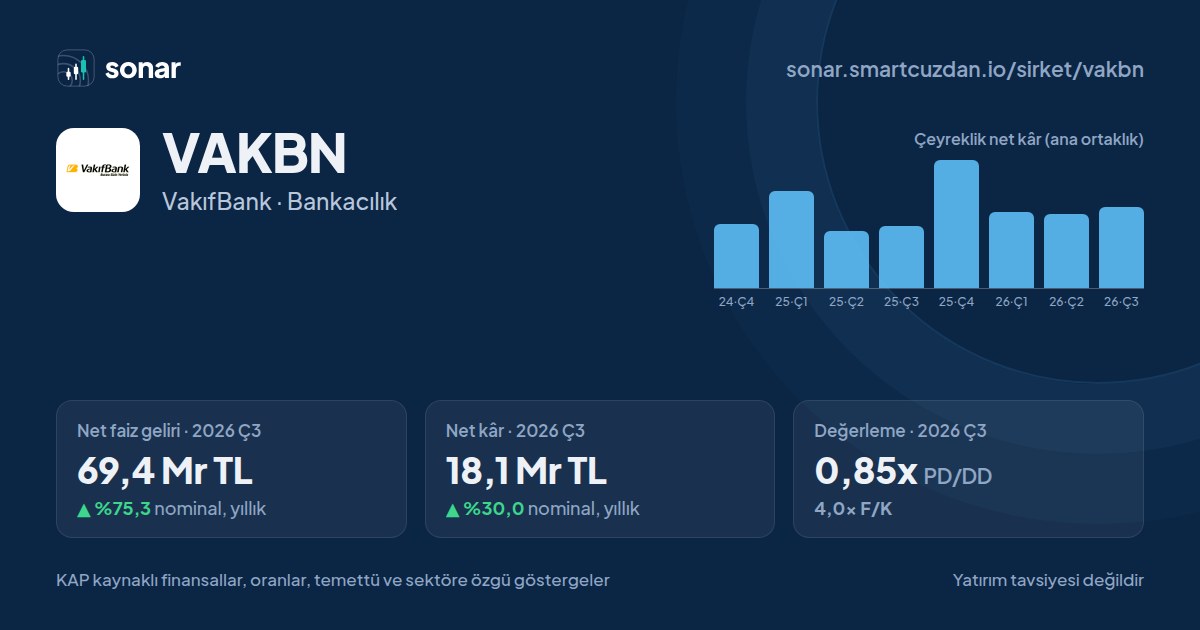 sonar
sonar.smartcuzdan.io/sirket/vakbn
VakıfBank
VAKBN
VakıfBank · Bankacılık
Çeyreklik net kâr (ana ortaklık)
24·Ç4 25·Ç1 25·Ç2 25·Ç3 25·Ç4 26·Ç1 26·Ç2 26·Ç3
Net faiz geliri · 2026 Ç3
69,4 Mr TL
▲ %75,3 nominal, yıllık
Net kâr · 2026 Ç3
18,1 Mr TL
▲ %30,0 nominal, yıllık
Değerleme · 2026 Ç3
0,85x PD/DD
4,0× F/K
KAP kaynaklı finansallar, oranlar, temettü ve sektöre özgü göstergeler
Yatırım tavsiyesi değildir